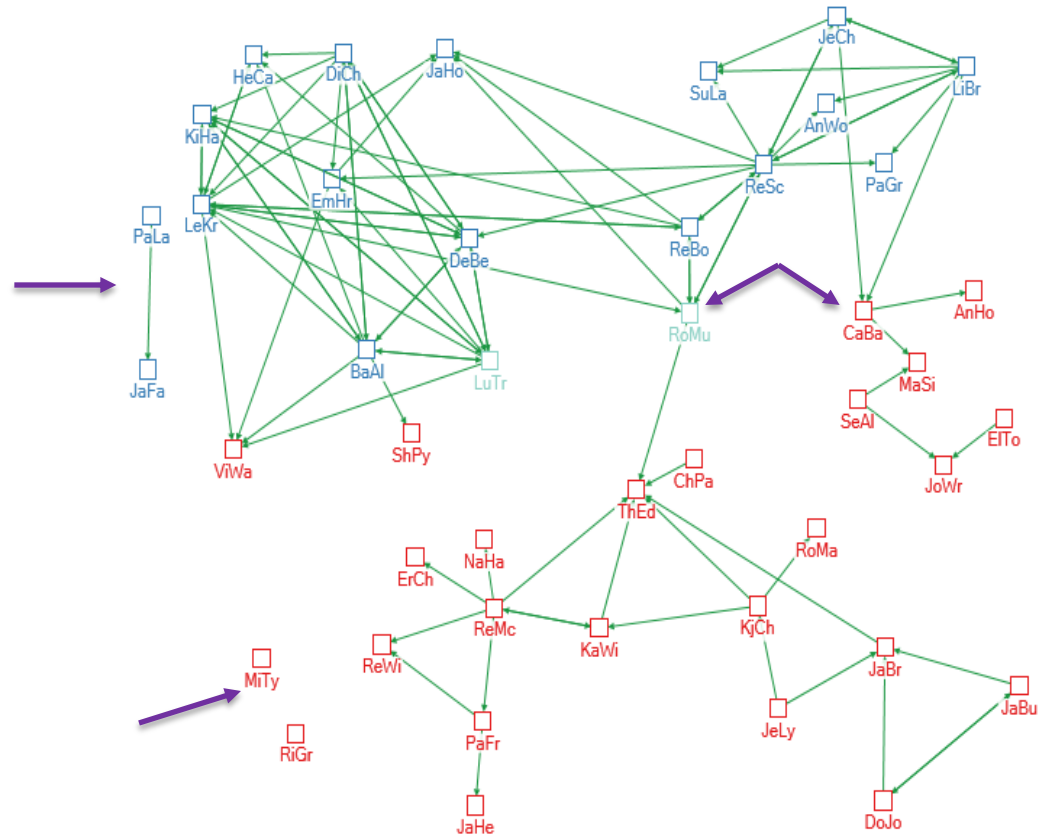 JeCh
HeCa
DiCh
JaHo
SuLa
LiBr
AnWo
KiHa
EmHr
ReSc
PaGr
LeKr
PaLa
DeBe
ReBo
RoMu
CaBa
AnHo
JaFa
BaAl
LuTr
MaSi
SeAl
ElTo
ViWa
ShPy
JoWr
ChPa
ThEd
NaHa
RoMa
ErCh
ReMc
KaWi
KjCh
ReWi
MiTy
JaBr
JaBu
JeLy
PaFr
RiGr
JaHe
DoJo